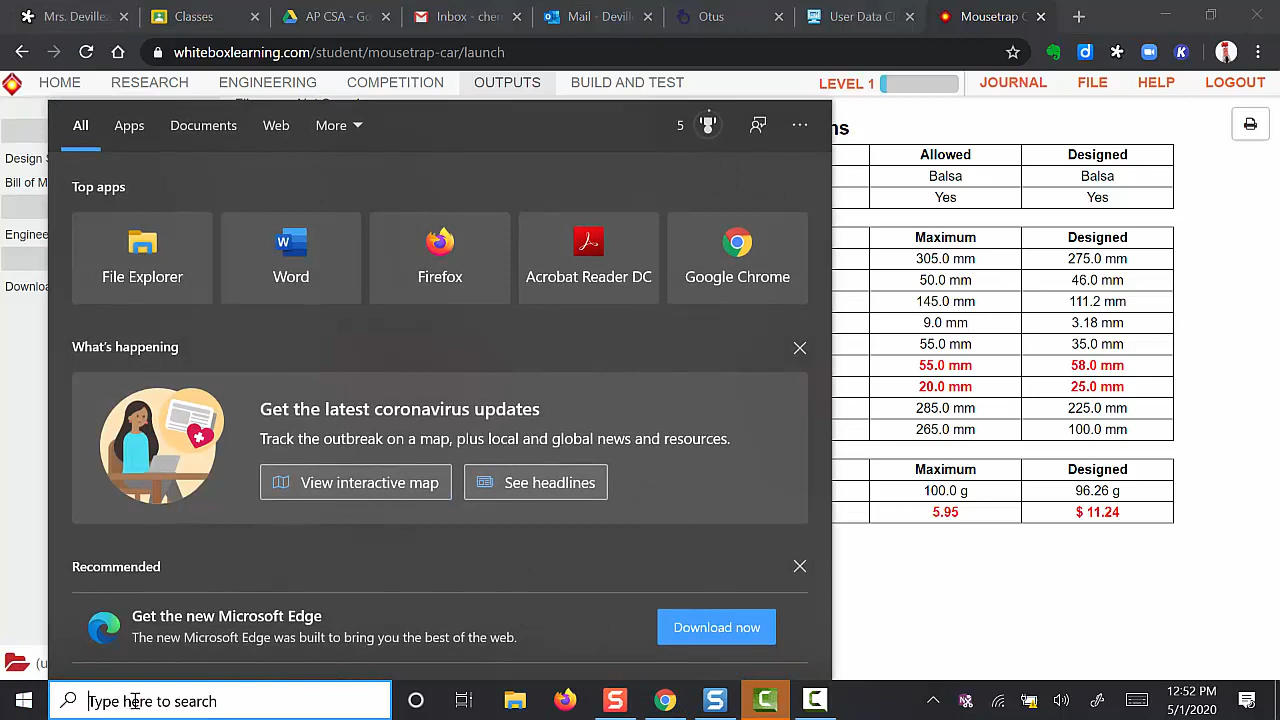 Mrs. Deville:
Classes
AP CSA - Go
Inbox - chen
Mail - Deville
Otus
User Data Cl
Mousetrap C
whiteboxlearning.com/student/mousetrap-car/launch
HOME
RESEARCH
ENGINEERING
COMPETITION
OUTPUTS
BUILD AND TEST
LEVEL 1
JOURNAL
FILE
HELP
LOGOUT
All
Apps
Documents
Web
More
5
ns
Allowed
Designed
Design S
Balsa
Balsa
Bill of M
Yes
Yes
Top apps
Enginee
Maximum
Designed
305.0 mm
275.0 mm
File Explorer
Word
Firefox
Acrobat Reader DC
Google Chrome
50.0 mm
46.0 mm
Downloa
145.0 mm
111.2 mm
9.0 mm
3.18 mm
What's happening
55.0 mm
35.0 mm
55.0 mm
58.0 mm
20.0 mm
25.0 mm
Get the latest coronavirus updates
285.0 mm
225.0 mm
Track the outbreak on a map, plus local and global news and resources.
265.0 mm
100.0 mm
View interactive map
See headlines
Maximum
Designed
100.0 g
96.26 g
5.95
$ 11.24
Recommended
Get the new Microsoft Edge
The new Microsoft Edge was built to bring you the best of the web.
Download now
(u
Type here to search
12:52 PM
5/1/2020